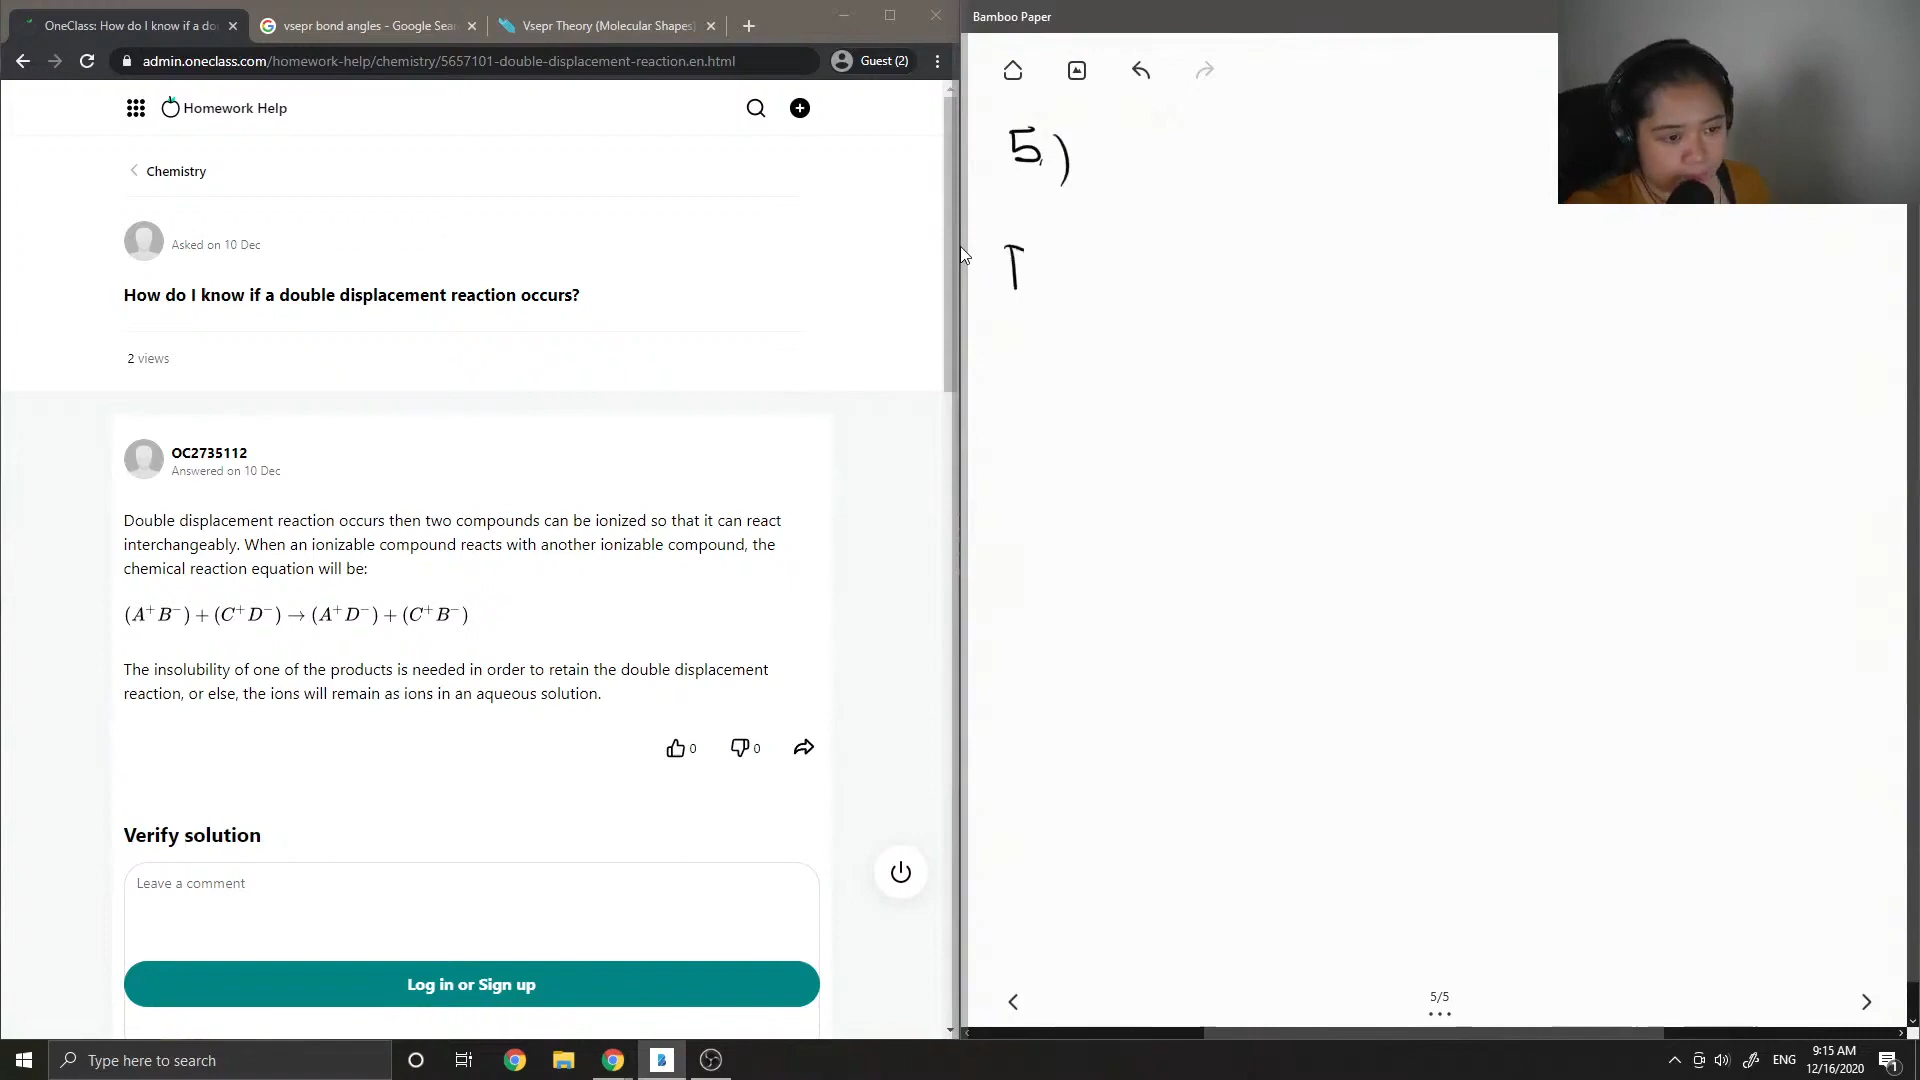 OneClass: How do I know if a do
vsepr bond angles - Google Sear
Vsepr Theory (Molecular Shapes)
Bamboo Paper
admin.oneclass.com/homework-help/chemistry/5657101-double-displacement-reaction.en.html
Guest (2)
Homework Help
5.)
Chemistry
Asked on 10 Dec
How do I know if a double displacement reaction occurs?
2 views
OC2735112
Answered on 10 Dec
Double displacement reaction occurs then two compounds can be ionized so that it can react
interchangeably. When an ionizable compound reacts with another ionizable compound, the
chemical reaction equation will be:
(A⁺B⁻) + (C⁺D⁻) → (A⁺D⁻) + (C⁺B⁻)
The insolubility of one of the products is needed in order to retain the double displacement
reaction, or else, the ions will remain as ions in an aqueous solution.
0
0
Verify solution
Leave a comment
Log in or Sign up
5/5
Type here to search
ENG
9:15 AM
12/16/2020
1